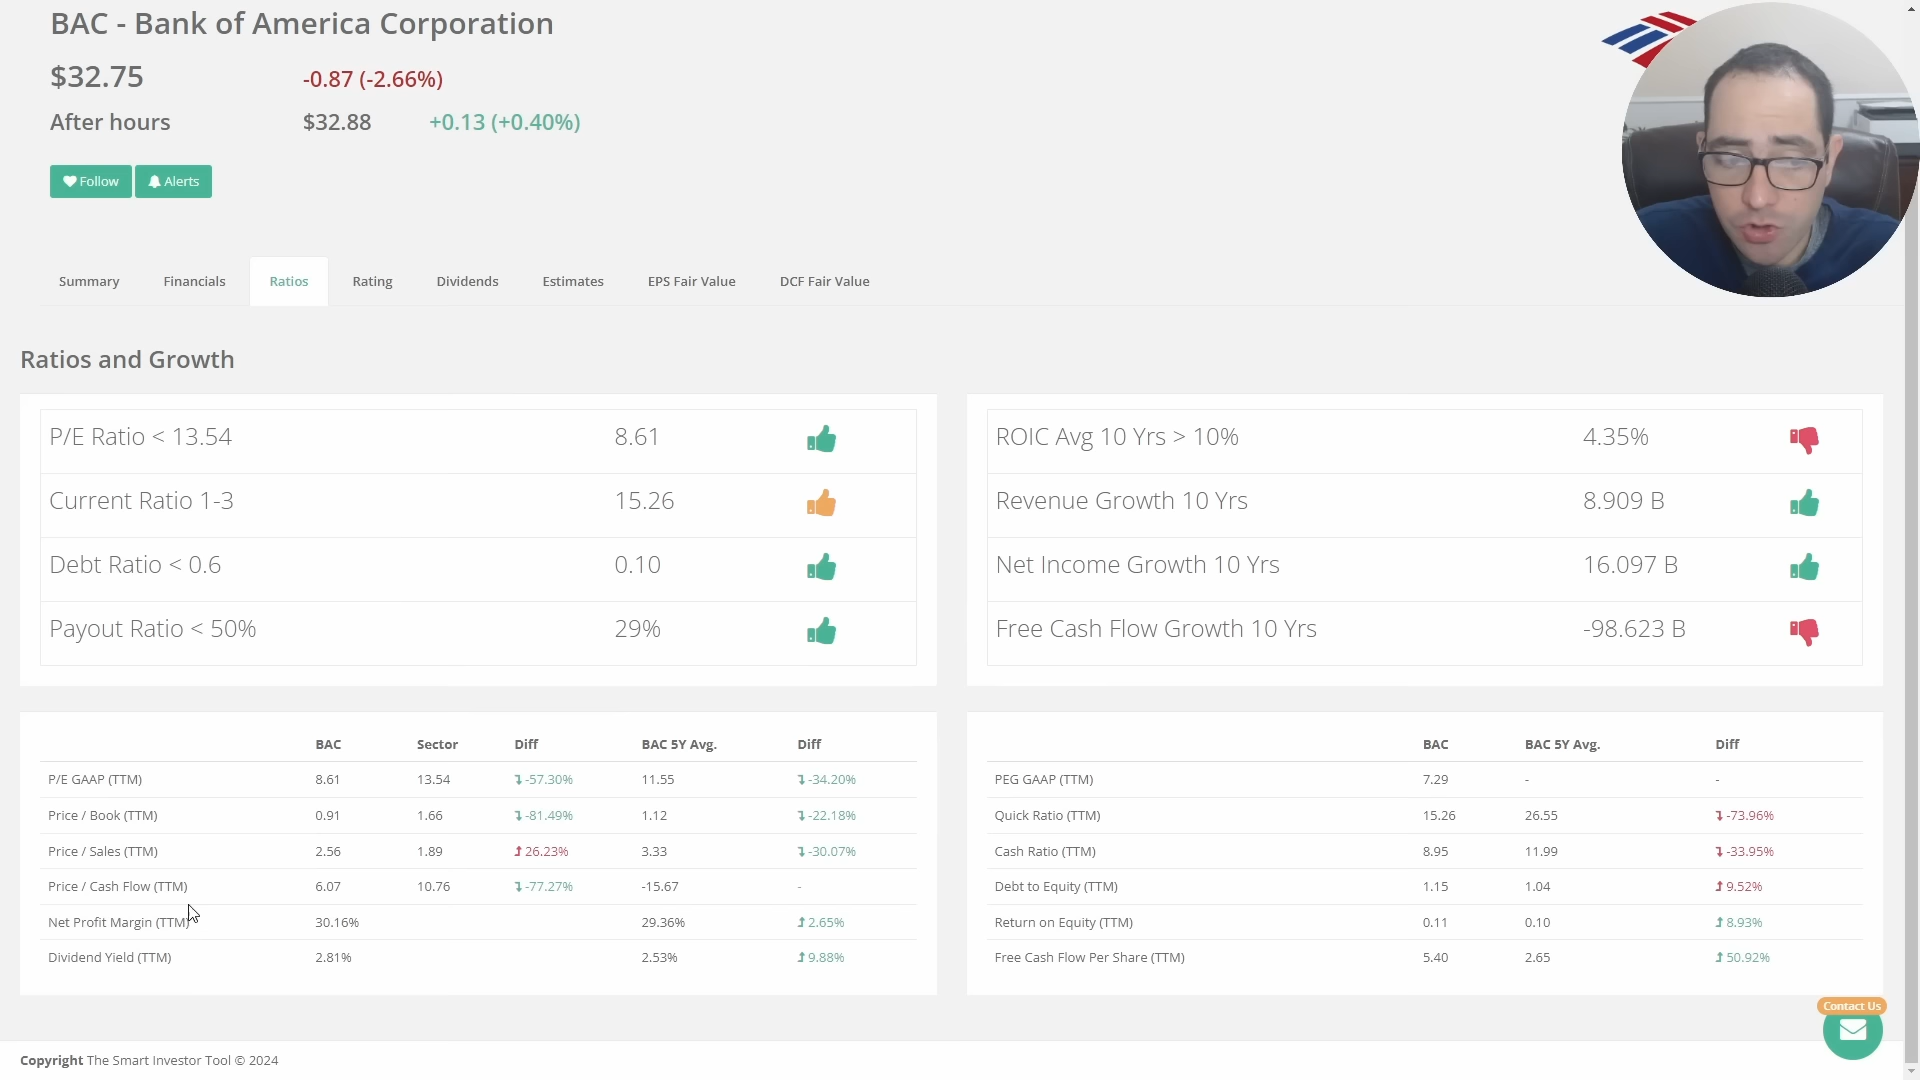 BAC - Bank of America Corporation
$32.75 -0.87 (-2.66%)
After hours $32.88 +0.13 (+0.40%)
Follow Alerts
Summary Financials Ratios Rating Dividends Estimates EPS Fair Value DCF Fair Value
Ratios and Growth
P/E Ratio < 13.54 8.61
Current Ratio 1-3 15.26
Debt Ratio < 0.6 0.10
Payout Ratio < 50% 29%
ROIC Avg 10 Yrs > 10% 4.35%
Revenue Growth 10 Yrs 8.909 B
Net Income Growth 10 Yrs 16.097 B
Free Cash Flow Growth 10 Yrs -98.623 B
BAC Sector Diff BAC 5Y Avg. Diff
P/E GAAP (TTM) 8.61 13.54 -57.30% 11.55 -34.20%
Price / Book (TTM) 0.91 1.66 -81.49% 1.12 -22.18%
Price / Sales (TTM) 2.56 1.89 26.23% 3.33 -30.07%
Price / Cash Flow (TTM) 6.07 10.76 -77.27% -15.67 -
Net Profit Margin (TTM) 30.16% 29.36% 2.65%
Dividend Yield (TTM) 2.81% 2.53% 9.88%
BAC BAC 5Y Avg. Diff
PEG GAAP (TTM) 7.29 - -
Quick Ratio (TTM) 15.26 26.55 -73.96%
Cash Ratio (TTM) 8.95 11.99 -33.95%
Debt to Equity (TTM) 1.15 1.04 9.52%
Return on Equity (TTM) 0.11 0.10 8.93%
Free Cash Flow Per Share (TTM) 5.40 2.65 50.92%
Contact Us
Copyright The Smart Investor Tool © 2024